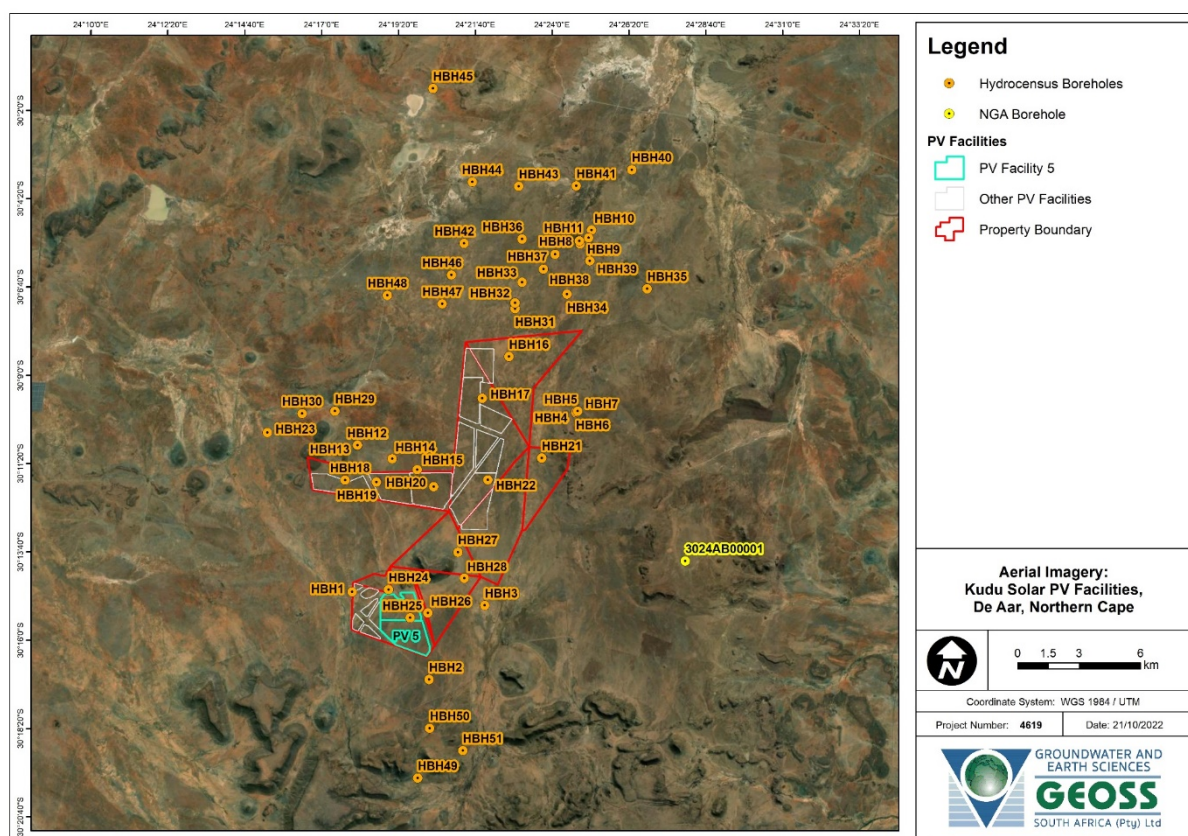 24°10'0"E 24°12'20"E 24°14'40"E 24°17'0"E 24°19'20"E 24°21'40"E 24°24'0"E 24°26'20"E 24°28'40"E 24°31'0"E 24°33'20"E
30°2'0"S
30°4'20"S
30°6'40"S
30°9'0"S
30°11'20"S
30°13'40"S
30°16'0"S
30°18'20"S
30°20'40"S
HBH45
HBH40
HBH44
HBH43
HBH41
HBH10
HBH36
HBH11
HBH42
HBH8
HBH9
HBH37
HBH39
HBH46
HBH33
HBH38
HBH35
HBH48
HBH47
HBH32
HBH34
HBH31
HBH16
HBH17
HBH5
HBH7
HBH30
HBH29
HBH4
HBH6
HBH23
HBH12
HBH13
HBH14
HBH21
HBH15
HBH18
HBH20
HBH22
HBH19
HBH27
3024AB00001
HBH28
HBH1
HBH24
HBH3
HBH25
HBH26
PV 5
HBH2
HBH50
HBH51
HBH49
Legend
Hydrocensus Boreholes
NGA Borehole
PV Facilities
PV Facility 5
Other PV Facilities
Property Boundary
Aerial Imagery:
Kudu Solar PV Facilities,
De Aar, Northern Cape
N
0 1.5 3 6
km
Coordinate System: WGS 1984 / UTM
Project Number: 4619
Date: 21/10/2022
GROUNDWATER AND
EARTH SCIENCES
GEOSS
SOUTH AFRICA (Pty) Ltd